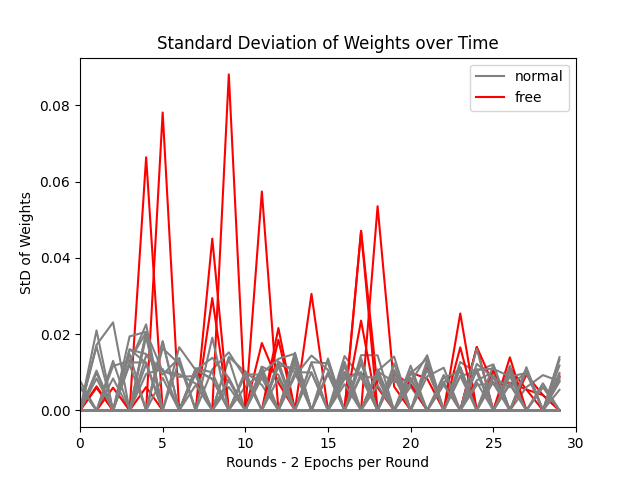 Standard Deviation of Weights over Time
normal
free
StD of Weights
0.08
0.06
0.04
0.02
0.00
0 5 10 15 20 25 30
Rounds - 2 Epochs per Round